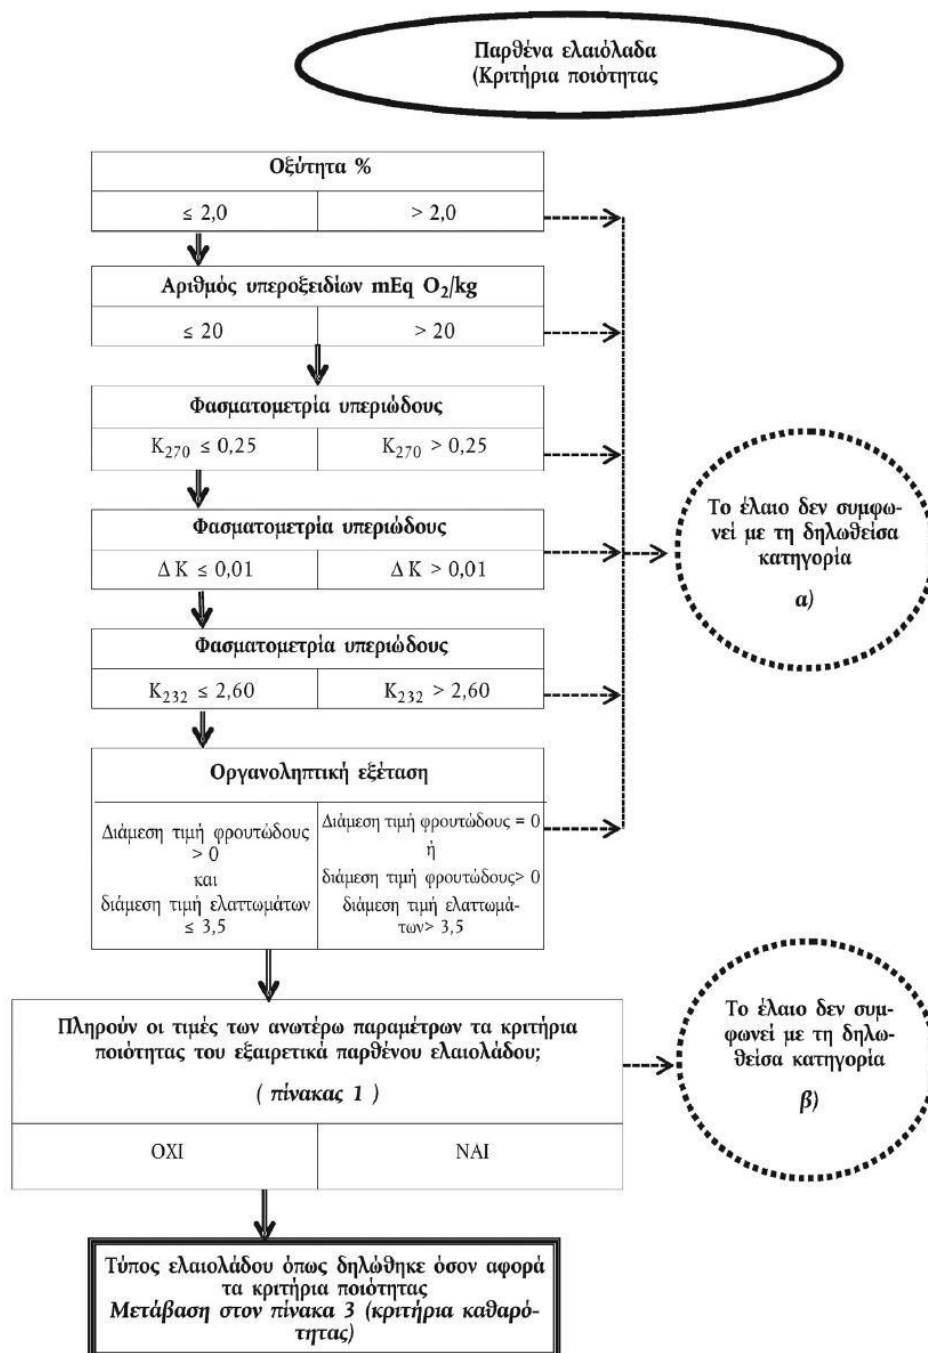 Παρθένα ελαιόλαδα
(Κριτήρια ποιότητας
Οξύτητα %
≤ 2,0
> 2,0
Αριθμός υπεροξειδίων mEq O₂/kg
≤ 20
> 20
Φασματομετρία υπεριώδους
K₂₇₀ ≤ 0,25
K₂₇₀ > 0,25
Φασματομετρία υπεριώδους
Δ K ≤ 0,01
Δ K > 0,01
Φασματομετρία υπεριώδους
K₂₃₂ ≤ 2,60
K₂₃₂ > 2,60
Το έλαιο δεν συμφω-
νεί με τη δηλωθείσα
κατηγορία
α)
Οργανοληπτική εξέταση
Διάμεση τιμή φρουτώδους
> 0
και
διάμεση τιμή ελαττωμάτων
≤ 3,5
Διάμεση τιμή φρουτώδους = 0
ή
διάμεση τιμή φρουτώδους> 0
διάμεση τιμή ελαττωμά-
των> 3,5
Πληρούν οι τιμές των ανωτέρω παραμέτρων τα κριτήρια
ποιότητας του εξαιρετικά παρθένου ελαιολάδου;
( πίνακας 1 )
ΟΧΙ
ΝΑΙ
Το έλαιο δεν συμ-
φωνεί με τη δηλω-
θείσα κατηγορία
β)
Τύπος ελαιολάδου όπως δηλώθηκε όσον αφορά
τα κριτήρια ποιότητας
Μετάβαση στον πίνακα 3 (κριτήρια καθαρό-
τητας)